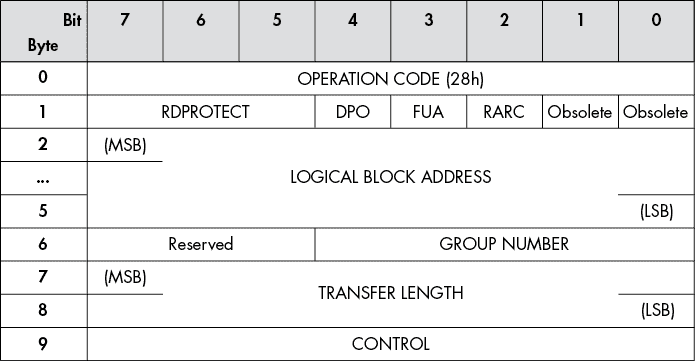 Bit 7 6 5 4 3 2 1 0
Byte
0 OPERATION CODE (28h)
1 RDPROTECT DPO FUA RARC Obsolete Obsolete
2 (MSB)
... LOGICAL BLOCK ADDRESS
5 (LSB)
6 Reserved GROUP NUMBER
7 (MSB)
TRANSFER LENGTH
8 (LSB)
9 CONTROL